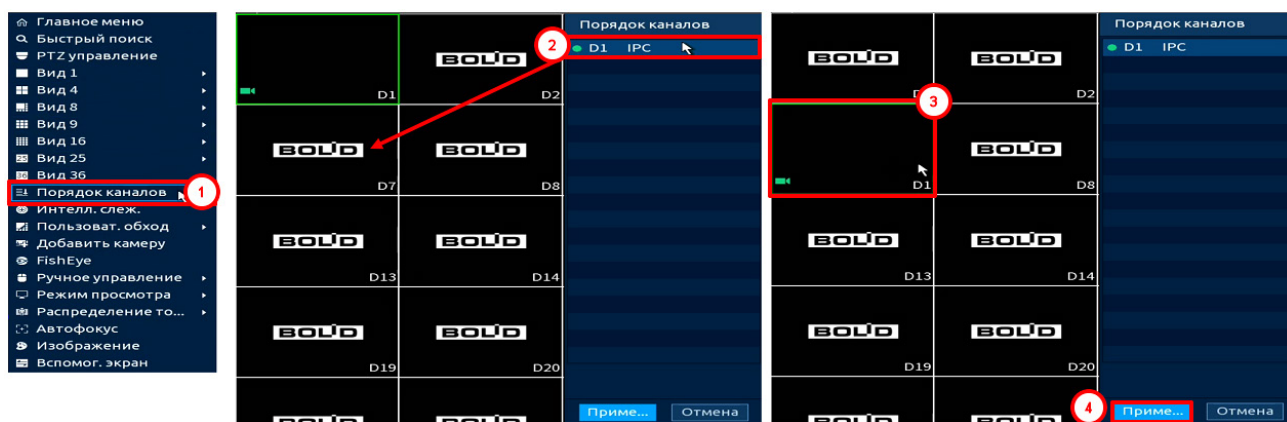 Главное меню
Быстрый поиск
PTZ управление
Вид 1
Вид 4
Вид 8
Вид 9
Вид 16
Вид 25
Вид 36
Порядок каналов
1
Интелл. слеж.
Пользоват. обход
Добавить камеру
FishEye
Ручное управление
Режим просмотра
Распределение то...
Автофокус
Изображение
Вспомог. экран
D1
BOLID
D2
BOLID
D7
BOLID
D8
BOLID
D13
BOLID
D14
BOLID
D19
BOLID
D20
BOLID
BOLID
Порядок каналов
2
D1 IPC
Приме... Отмена
BOLID
BOLID
D2
3
D1
BOLID
D8
BOLID
D13
BOLID
D14
BOLID
D19
BOLID
D20
BOLID
BOLID
Порядок каналов
D1 IPC
4
Приме... Отмена